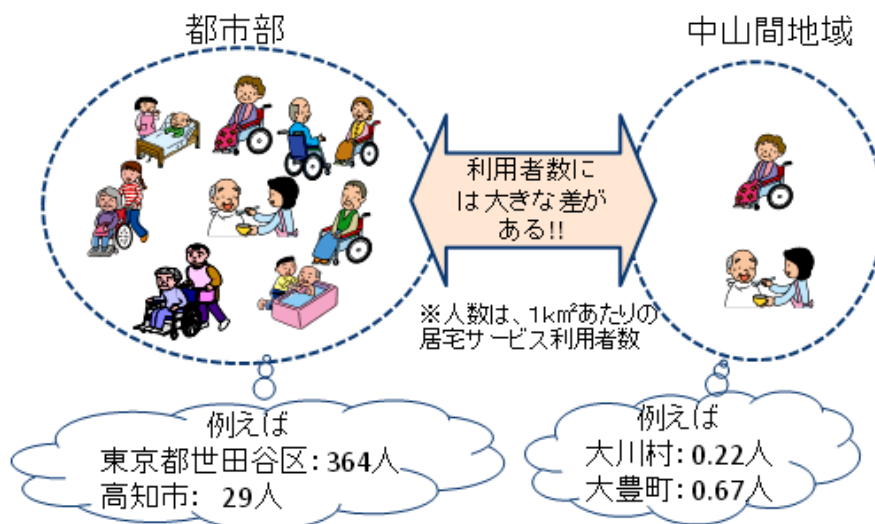 都市部
中山間地域
利用者数に
は大きな差が
ある!!
※人数は、1km²あたりの
居宅サービス利用者数
例えば
東京都世田谷区：364人
高知市： 29人
例えば
大川村：0.22人
大豊町：0.67人